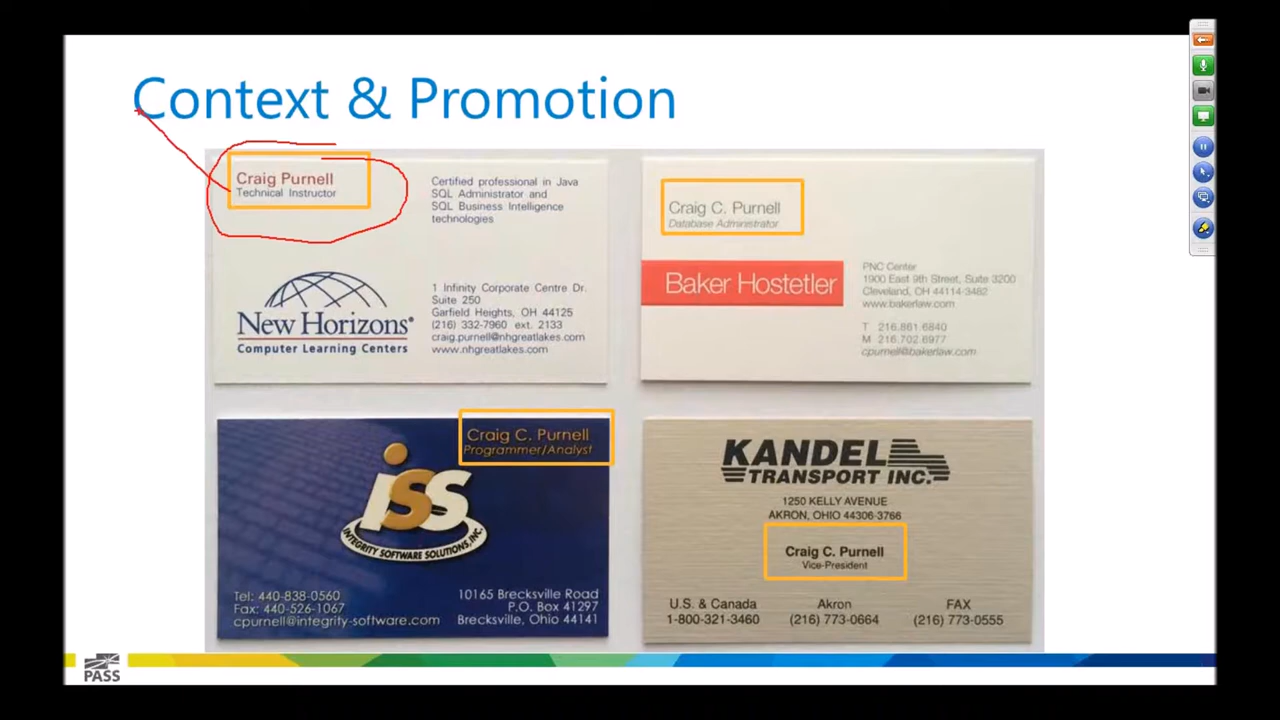 Context & Promotion
Craig Purnell
Technical Instructor
Certified professional in Java
SQL Administrator and
SQL Business Intelligence
technologies
New Horizons®
Computer Learning Centers
1 Infinity Corporate Centre Dr.
Suite 250
Garfield Heights, OH 44125
(216) 332-7960 ext. 2133
craig.purnell@nhgreatlakes.com
www.nhgreatlakes.com
Craig C. Purnell
Database Administrator
Baker Hostetler
PNC Center
1900 East 9th Street, Suite 3200
Cleveland, OH 44114-3482
www.bakerlaw.com
T 216.861.6840
M 216.702.6977
cpurnell@bakerlaw.com
Craig C. Purnell
Programmer/Analyst
iSS
INTEGRITY SOFTWARE SOLUTIONS, INC.
Tel: 440-838-0560
Fax: 440-526-1067
cpurnell@integrity-software.com
10165 Brecksville Road
P.O. Box 41297
Brecksville, Ohio 44141
KANDEL
TRANSPORT INC.
1250 KELLY AVENUE
AKRON, OHIO 44306-3766
Craig C. Purnell
Vice-President
U.S. & Canada
1-800-321-3460
Akron
(216) 773-0664
FAX
(216) 773-0555
PASS